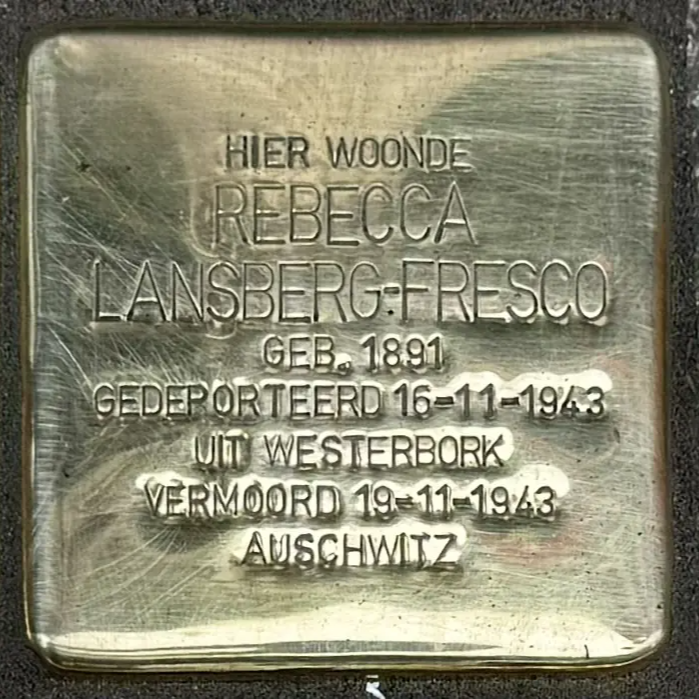 HIER WOONDE
REBECCA
LANSBERG-FRESCO
GEB. 1891
GEDEPORTEERD 16-11-1943
UIT WESTERBORK
VERMOORD 19-11-1943
AUSCHWITZ